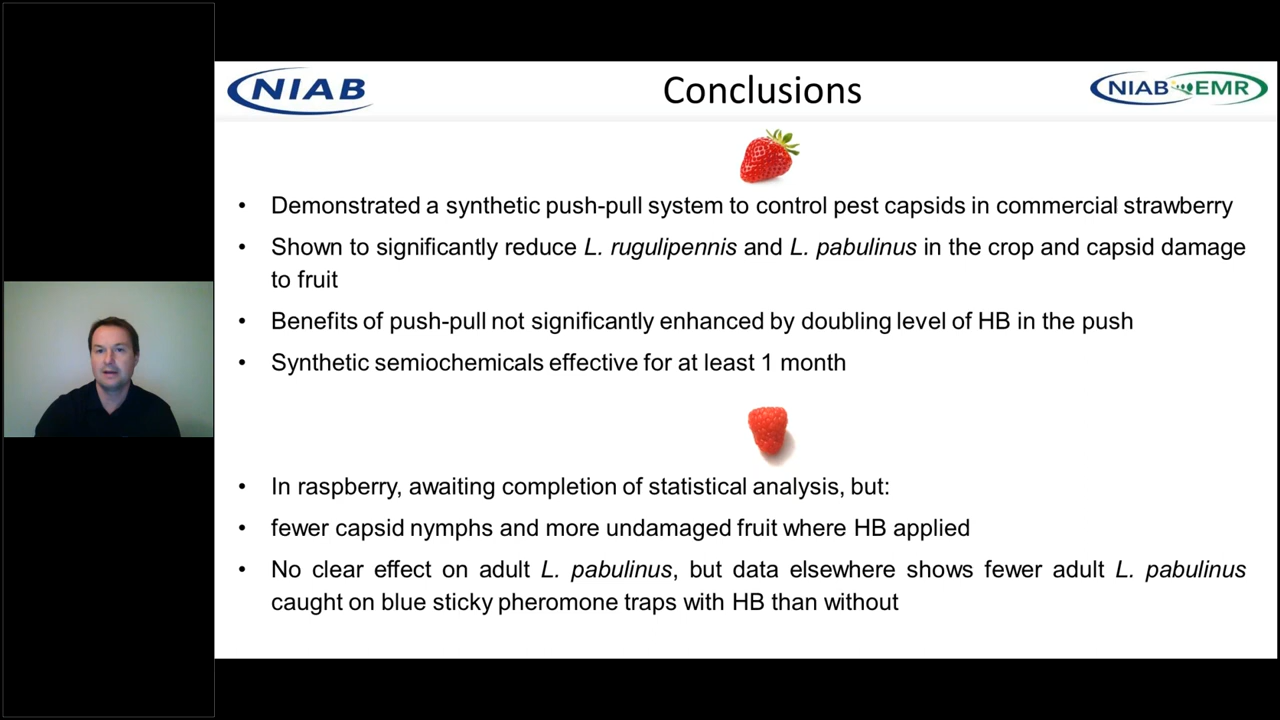 NIAB
Conclusions
NIAB EMR
• Demonstrated a synthetic push-pull system to control pest capsids in commercial strawberry
• Shown to significantly reduce L. rugulipennis and L. pabulinus in the crop and capsid damage
to fruit
• Benefits of push-pull not significantly enhanced by doubling level of HB in the push
• Synthetic semiochemicals effective for at least 1 month
• In raspberry, awaiting completion of statistical analysis, but:
• fewer capsid nymphs and more undamaged fruit where HB applied
• No clear effect on adult L. pabulinus, but data elsewhere shows fewer adult L. pabulinus
caught on blue sticky pheromone traps with HB than without